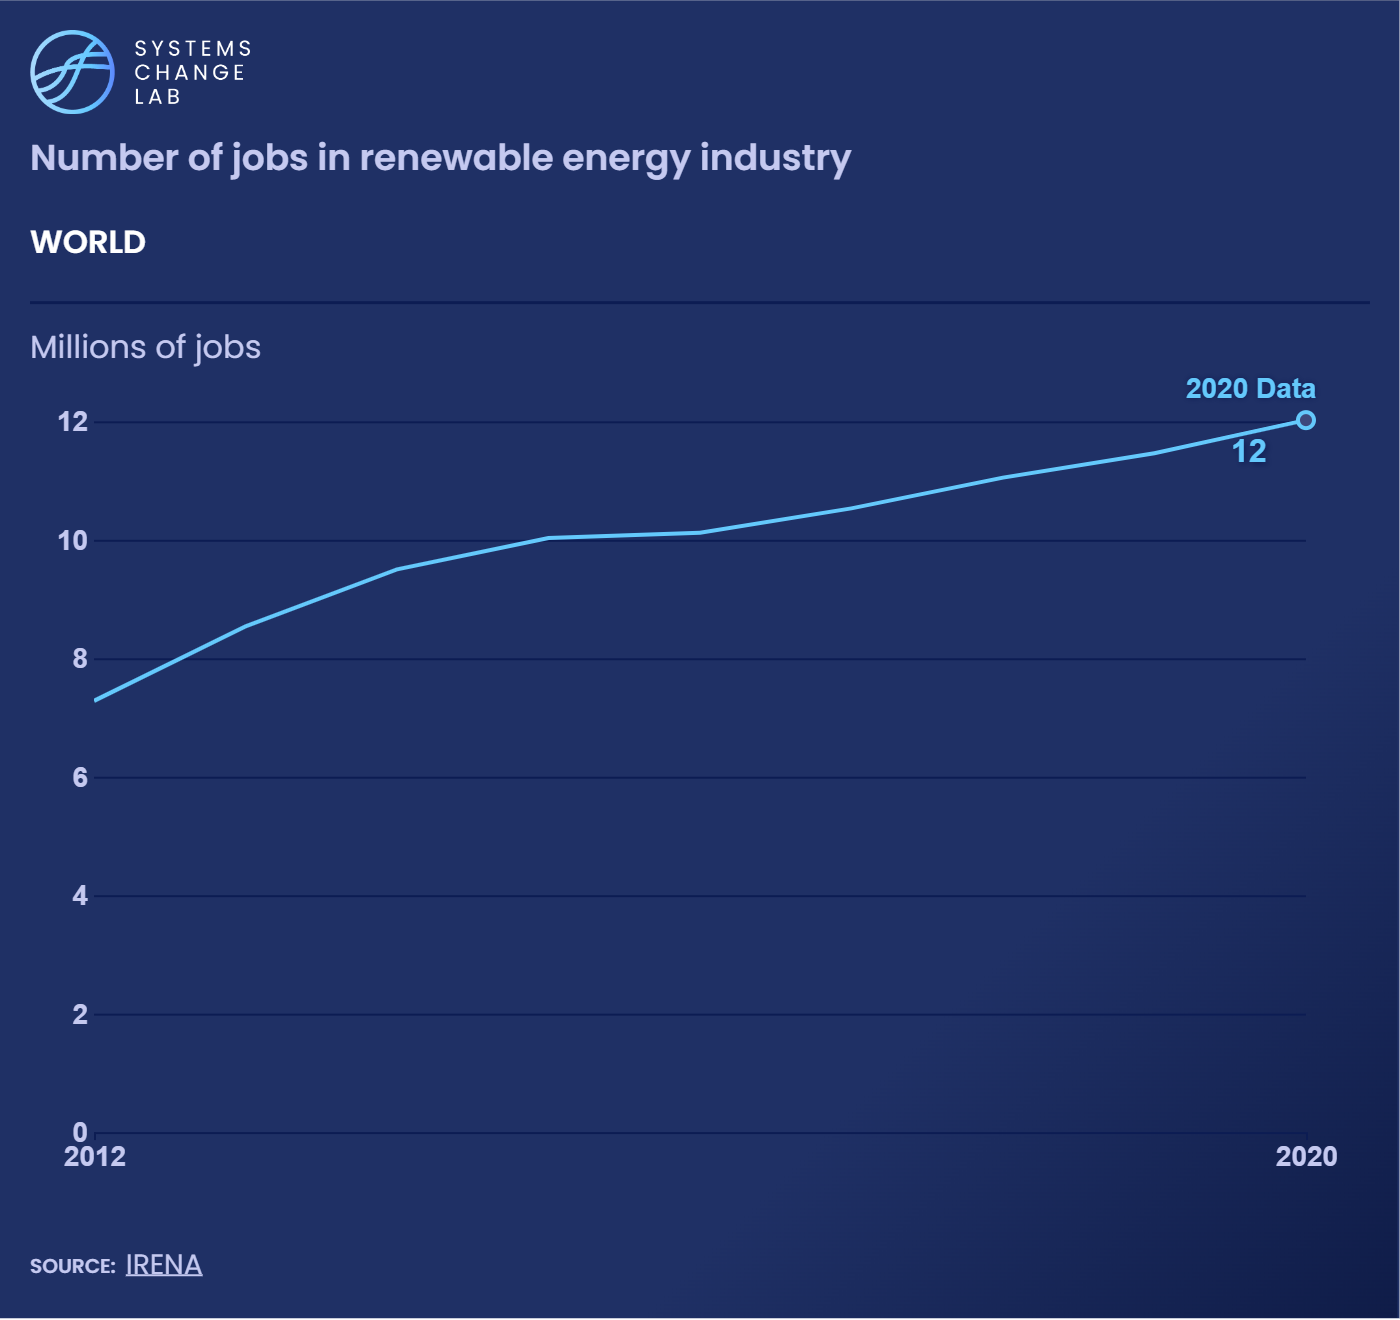 SYSTEMS
CHANGE
LAB
Number of jobs in renewable energy industry
WORLD
Millions of jobs
2020 Data
12
12
10
8
6
4
2
0
2012
2020
SOURCE: IRENA